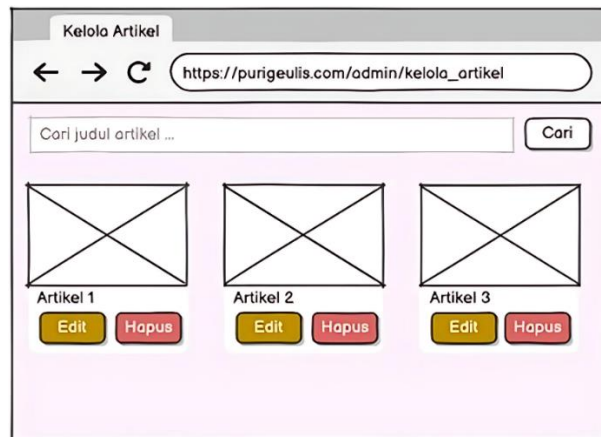 Kelola Artikel
https://purigeulis.com/admin/kelola_artikel
Cari judul artikel ...
Cari
Artikel 1
Artikel 2
Artikel 3
Edit
Hapus
Edit
Hapus
Edit
Hapus